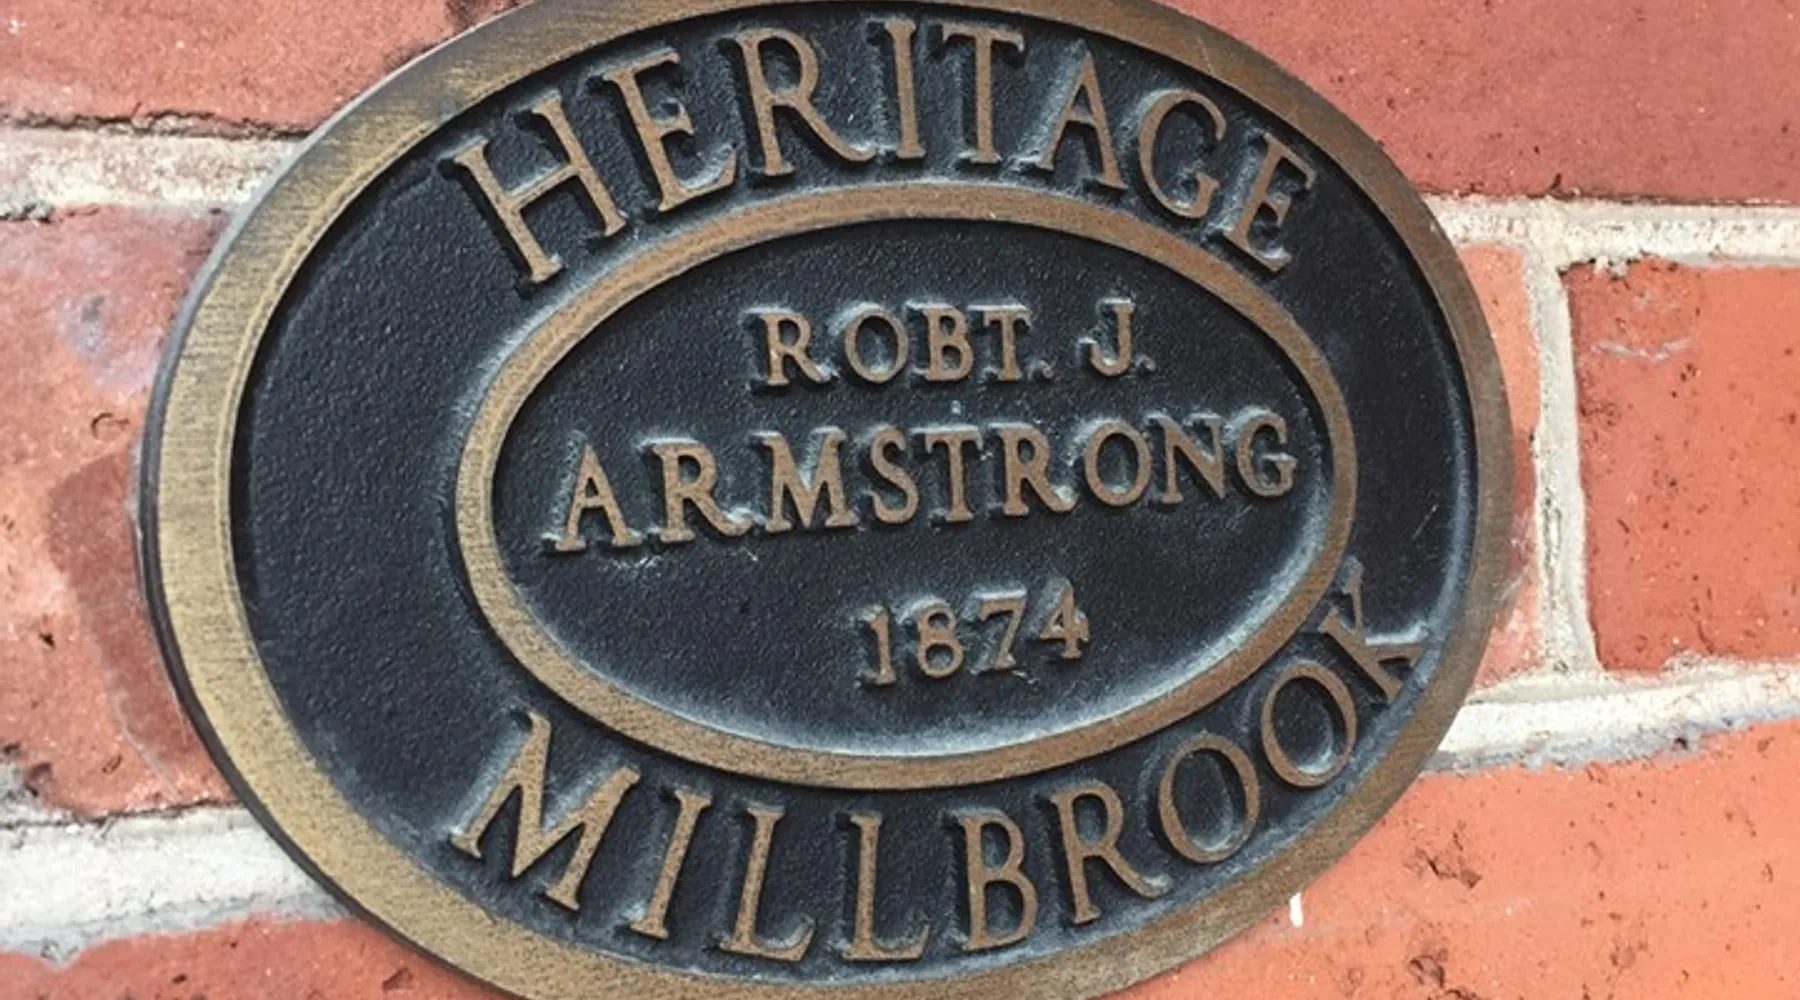 HERITAGE
ROBT. J.
ARMSTRONG
1874
MILLBROOK